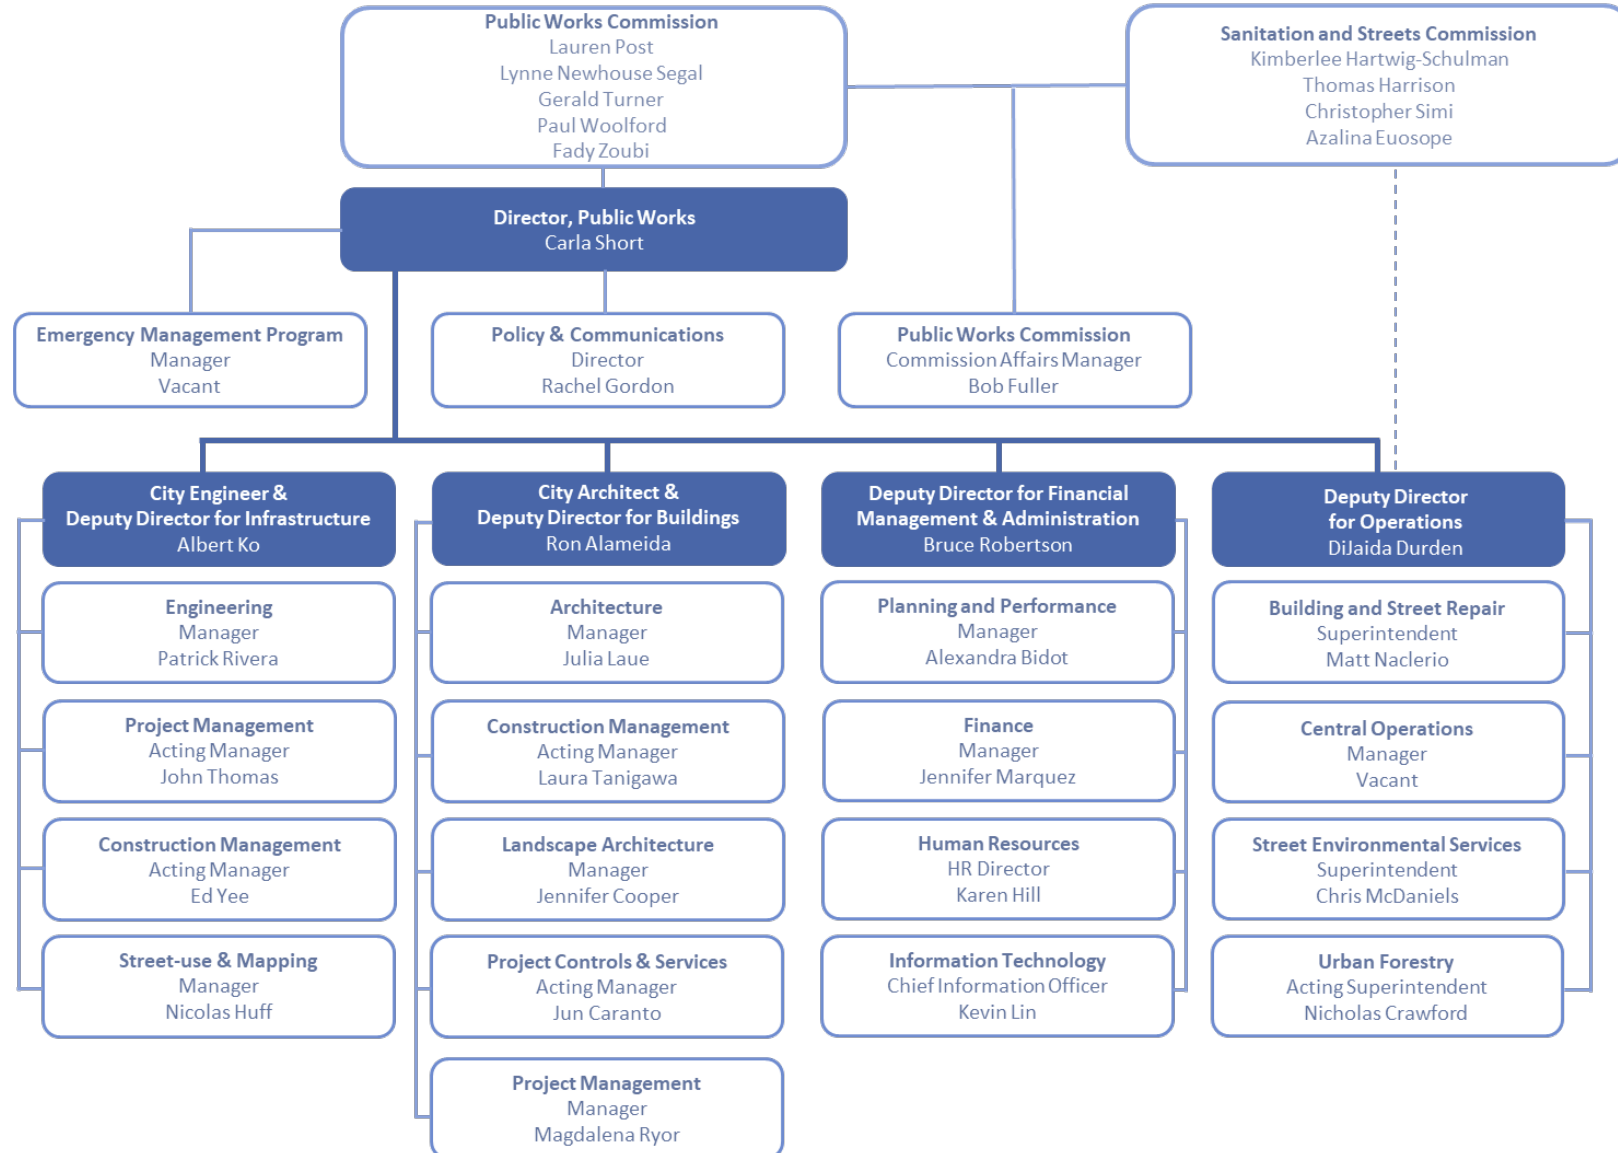 Public Works Commission
Lauren Post
Lynne Newhouse Segal
Gerald Turner
Paul Woolford
Fady Zoubi
Sanitation and Streets Commission
Kimberlee Hartwig-Schulman
Thomas Harrison
Christopher Simi
Azalina Euosope
Director, Public Works
Carla Short
Emergency Management Program
Manager
Vacant
Policy & Communications
Director
Rachel Gordon
Public Works Commission
Commission Affairs Manager
Bob Fuller
City Engineer &
Deputy Director for Infrastructure
Albert Ko
Engineering
Manager
Patrick Rivera
Project Management
Acting Manager
John Thomas
Construction Management
Acting Manager
Ed Yee
Street-use & Mapping
Manager
Nicolas Huff
City Architect &
Deputy Director for Buildings
Ron Alameida
Architecture
Manager
Julia Laue
Construction Management
Acting Manager
Laura Tanigawa
Landscape Architecture
Manager
Jennifer Cooper
Project Controls & Services
Acting Manager
Jun Caranto
Project Management
Manager
Magdalena Ryor
Deputy Director for Financial
Management & Administration
Bruce Robertson
Planning and Performance
Manager
Alexandra Bidot
Finance
Manager
Jennifer Marquez
Human Resources
HR Director
Karen Hill
Information Technology
Chief Information Officer
Kevin Lin
Deputy Director
for Operations
DiJaida Durden
Building and Street Repair
Superintendent
Matt Naclerio
Central Operations
Manager
Vacant
Street Environmental Services
Superintendent
Chris McDaniels
Urban Forestry
Acting Superintendent
Nicholas Crawford